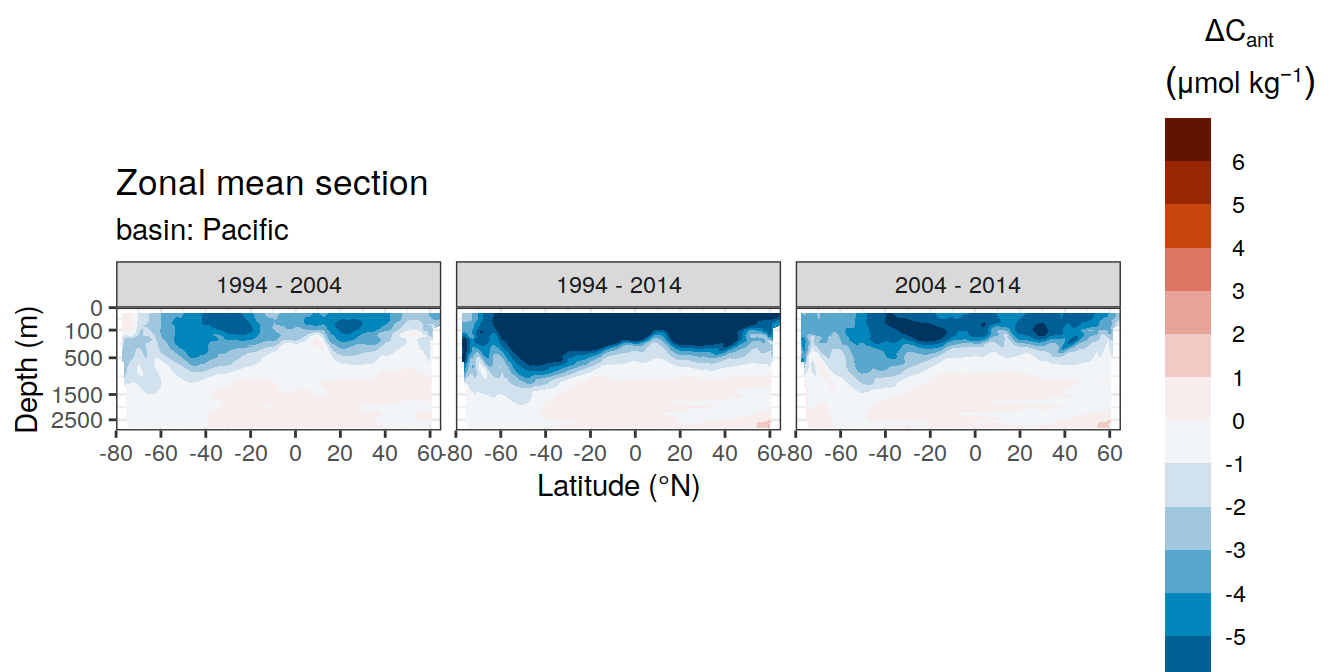 ΔCant
(μmol kg−1)
Zonal mean section
basin: Pacific
1994 - 2004 1994 - 2014 2004 - 2014
Depth (m)
0
100
500
1500
2500
-80 -60 -40 -20 0 20 40 60 -80 -60 -40 -20 0 20 40 60 -80 -60 -40 -20 0 20 40 60
Latitude (°N)
6
5
4
3
2
1
0
-1
-2
-3
-4
-5